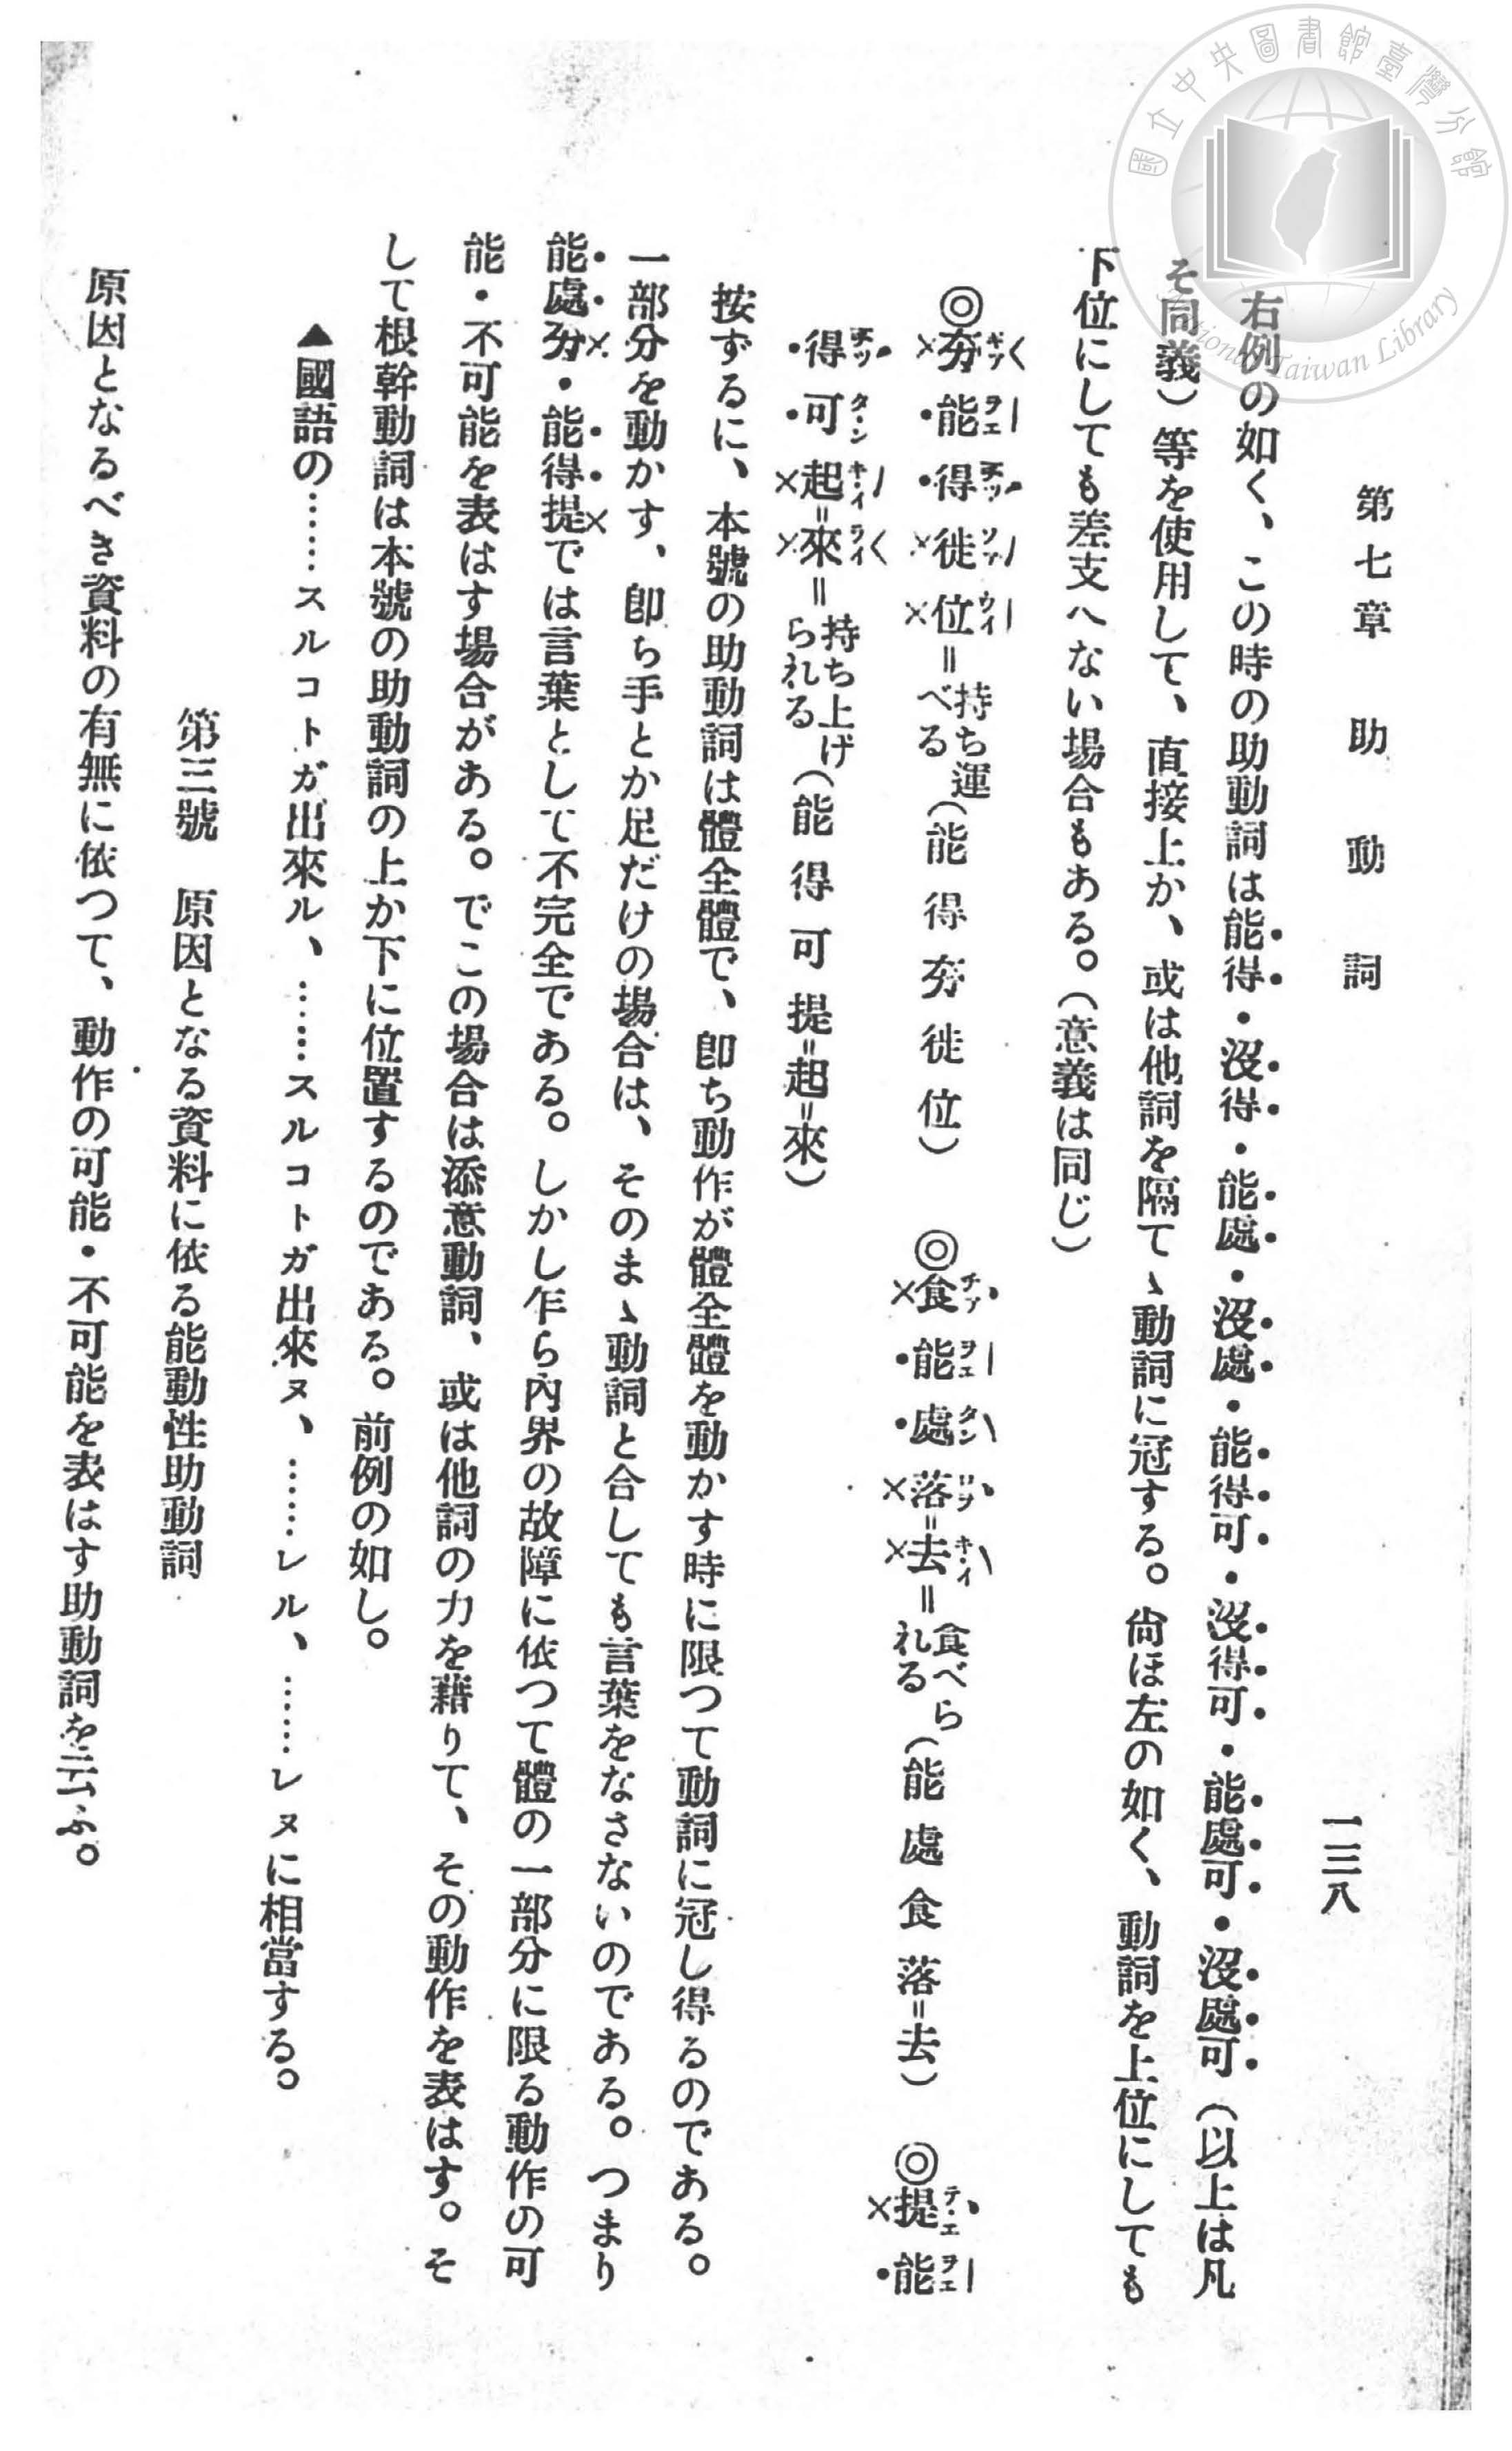 第七章 助動詞 一三八
右例の如く、この時の助動詞は能得・沒得・能處・沒處・能得可・沒得可・能處可・沒處可（以上は凡
そ同義）等を使用して、直接上か、或は他詞を隔てゝ動詞に冠する。尙ほ左の如く、動詞を上位にしても
下位にしても差支へない場合もある。（意義は同じ）
◎夯能得徙位＝持ち運べる（能得夯徙位） ◎食能處落＝去＝食べられる（能處食落＝去） ◎提能
得可起＝來＝持ち上げられる（能得可提＝起＝來）
按ずるに、本號の助動詞は體全體で、卽ち動作が體全體を動かす時に限つて動詞に冠し得るのである。
一部分を動かす、卽ち手とか足だけの場合は、そのまゝ動詞と合しても言葉をなさないのである。つまり
能處夯・能得提では言葉として不完全である。しかし乍ら內界の故障に依つて體の一部分に限る動作の可
能・不可能を表はす場合がある。でこの場合は添意動詞、或は他詞の力を藉りて、その動作を表はす。そ
して根幹動詞は本號の助動詞の上か下に位置するのである。前例の如し。
▲國語の……スルコトガ出來ル、……スルコトガ出來ヌ、……レル、……レヌに相當する。
第三號 原因となる資料に依る能動性助動詞
原因となるべき資料の有無に依つて、動作の可能・不可能を表はす助動詞を云ふ。
國立中央圖書館臺灣分館
National Taiwan Library